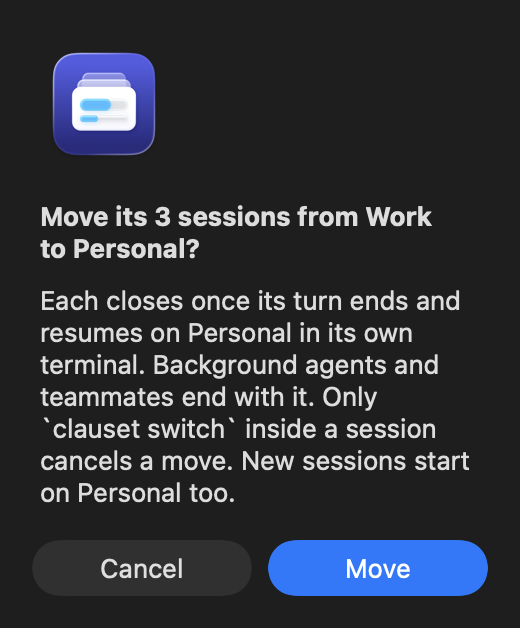 Move its 3 sessions from Work
to Personal?
Each closes once its turn ends and
resumes on Personal in its own
terminal. Background agents and
teammates end with it. Only
`clauset switch` inside a session
cancels a move. New sessions start
on Personal too.
Cancel
Move